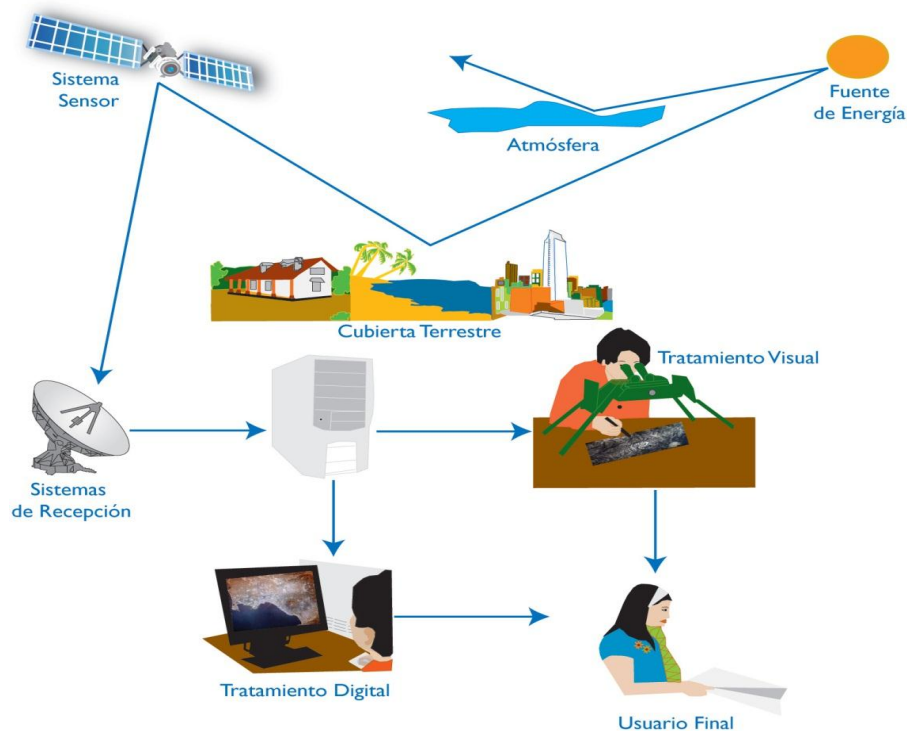 Sistema
Sensor
Fuente
de Energía
Atmósfera
Cubierta Terrestre
Tratamiento Visual
Sistemas
de Recepción
Tratamiento Digital
Usuario Final